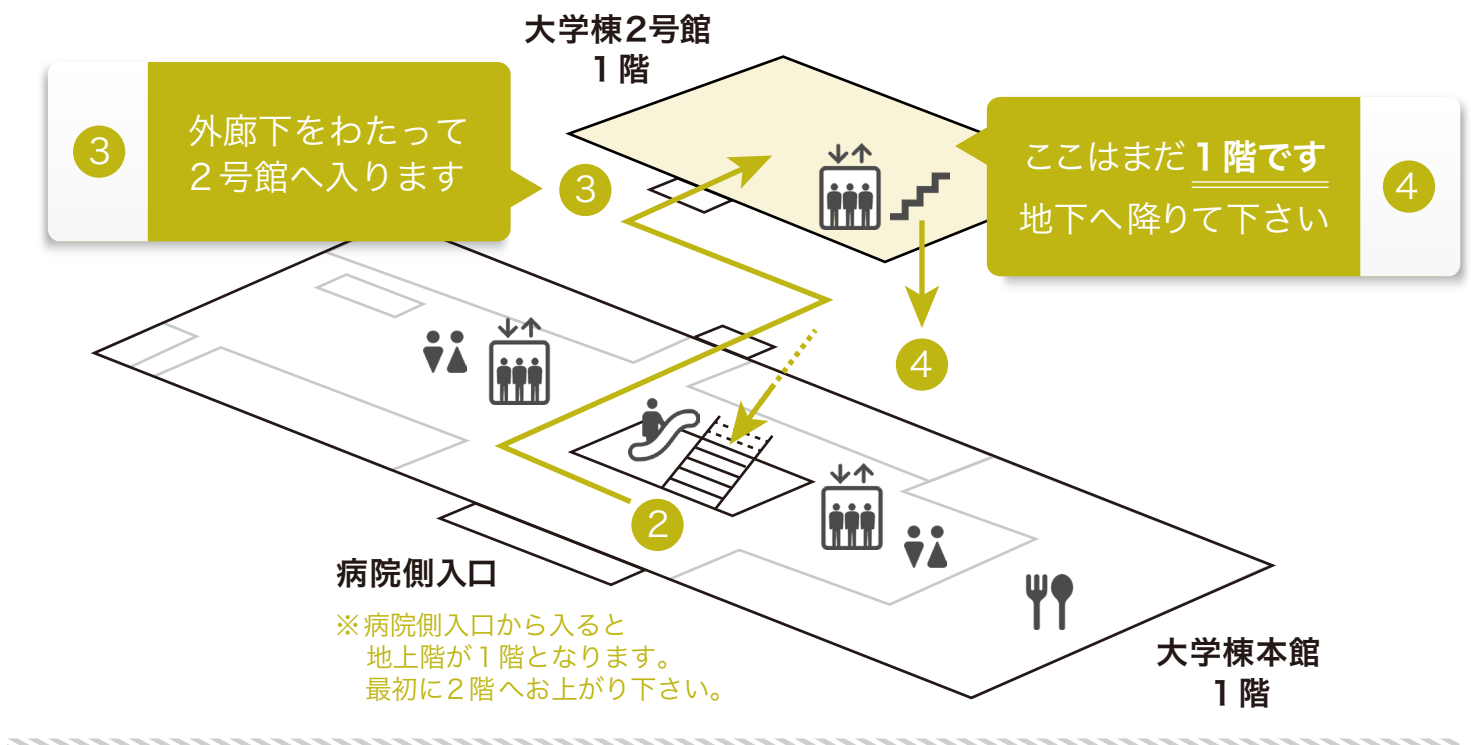 大学棟2号館
1階
3
外廊下をわたって
2号館へ入ります
3
ここはまだ1階です
地下へ降りて下さい
4
4
2
病院側入口
※病院側入口から入ると
地上階が1階となります。
最初に2階へお上がり下さい。
大学棟本館
1階